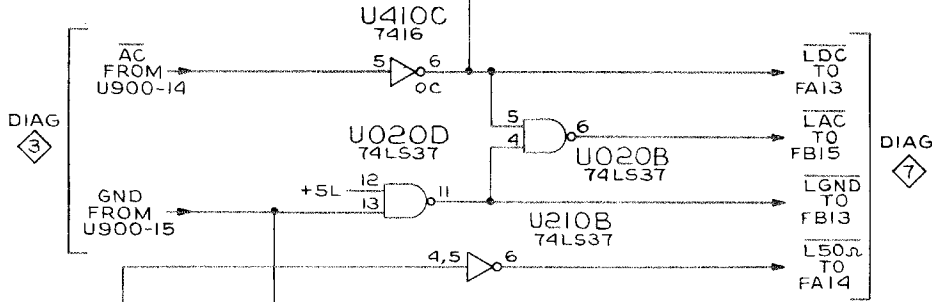 U410C
7416
AC
FROM
U900-14
5
6
OC
LDC
TO
FA13
DIAG
3
U020D
74LS37
5
4
6
U020B
74LS37
LAC
TO
FB15
DIAG
7
+5L
12
13
11
GND
FROM
U900-15
U210B
74LS37
LGND
TO
FB13
4,5
6
L50Ω
TO
FA14